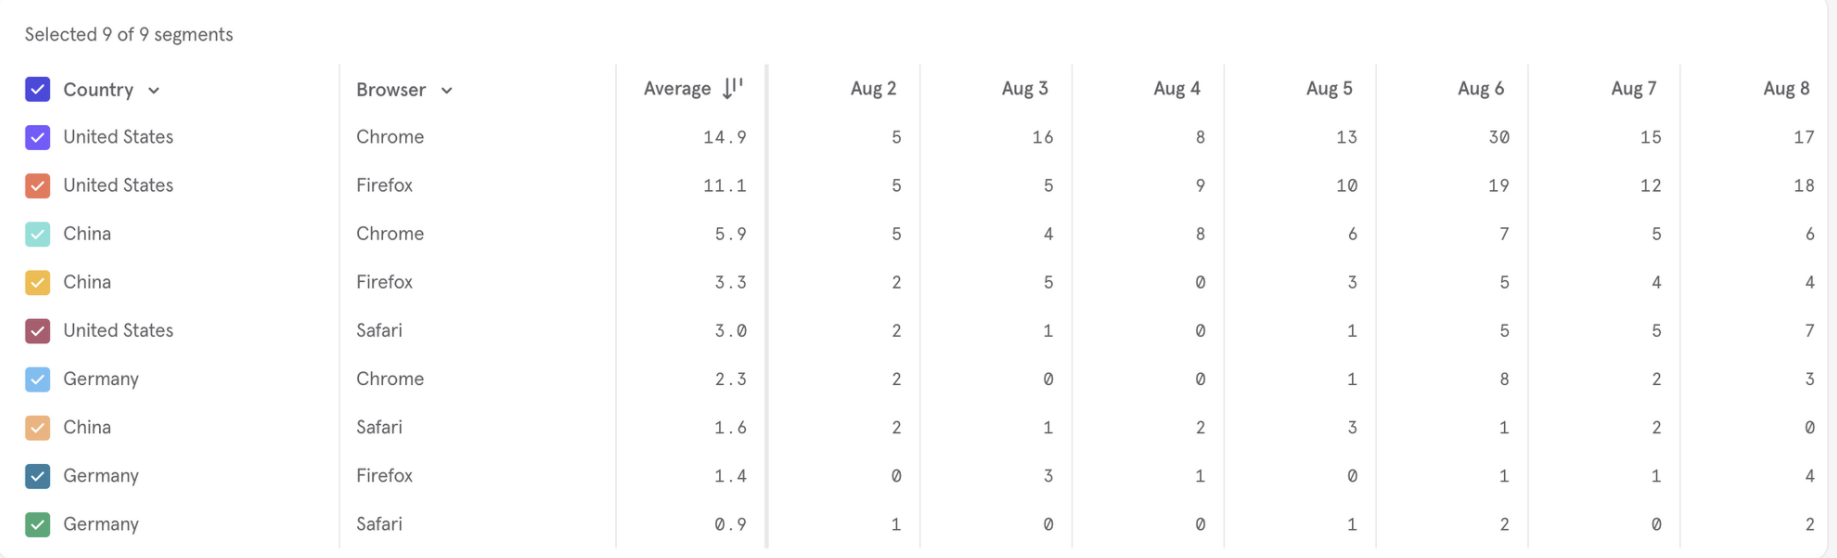 Selected 9 of 9 segments
Country Browser Average Aug 2 Aug 3 Aug 4 Aug 5 Aug 6 Aug 7 Aug 8
United States Chrome 14.9 5 16 8 13 30 15 17
United States Firefox 11.1 5 5 9 10 19 12 18
China Chrome 5.9 5 4 8 6 7 5 6
China Firefox 3.3 2 5 0 3 5 4 4
United States Safari 3.0 2 1 0 1 5 5 7
Germany Chrome 2.3 2 0 0 1 8 2 3
China Safari 1.6 2 1 2 3 1 2 0
Germany Firefox 1.4 0 3 1 0 1 1 4
Germany Safari 0.9 1 0 0 1 2 0 2